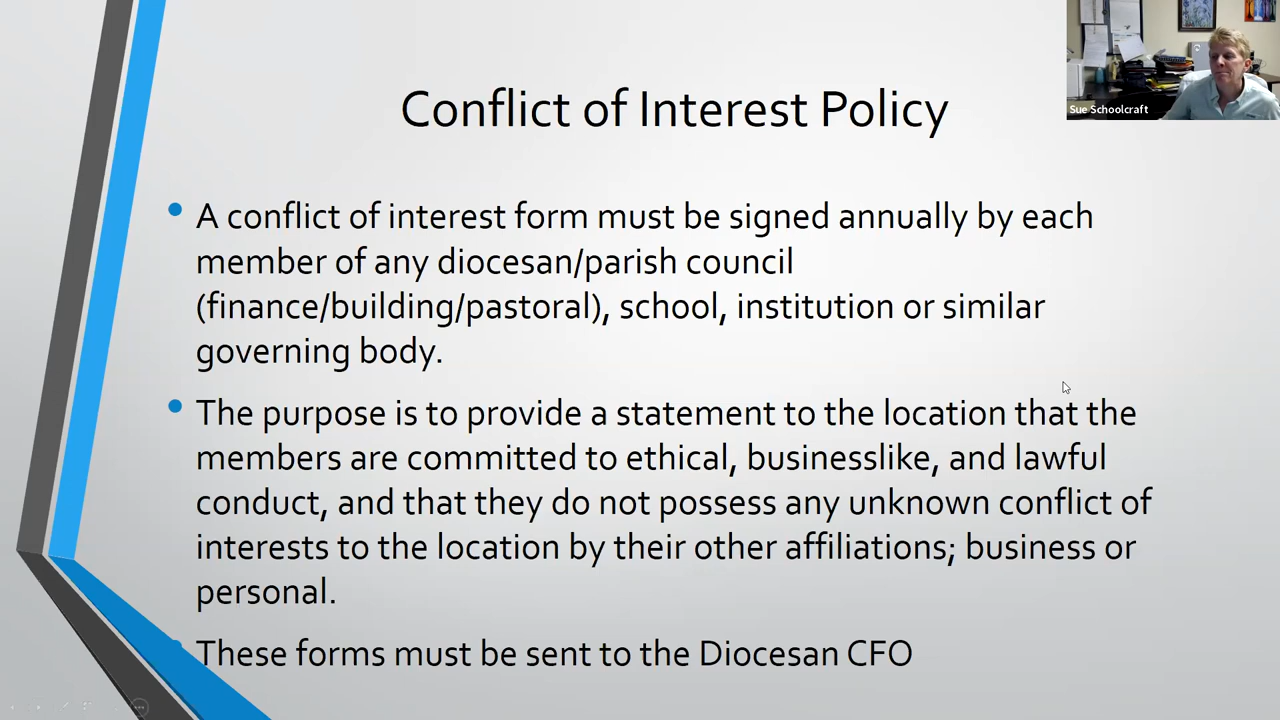 Conflict of Interest Policy
Sue Schoolcraft
A conflict of interest form must be signed annually by each
member of any diocesan/parish council
(finance/building/pastoral), school, institution or similar
governing body.
The purpose is to provide a statement to the location that the
members are committed to ethical, businesslike, and lawful
conduct, and that they do not possess any unknown conflict of
interests to the location by their other affiliations; business or
personal.
These forms must be sent to the Diocesan CFO